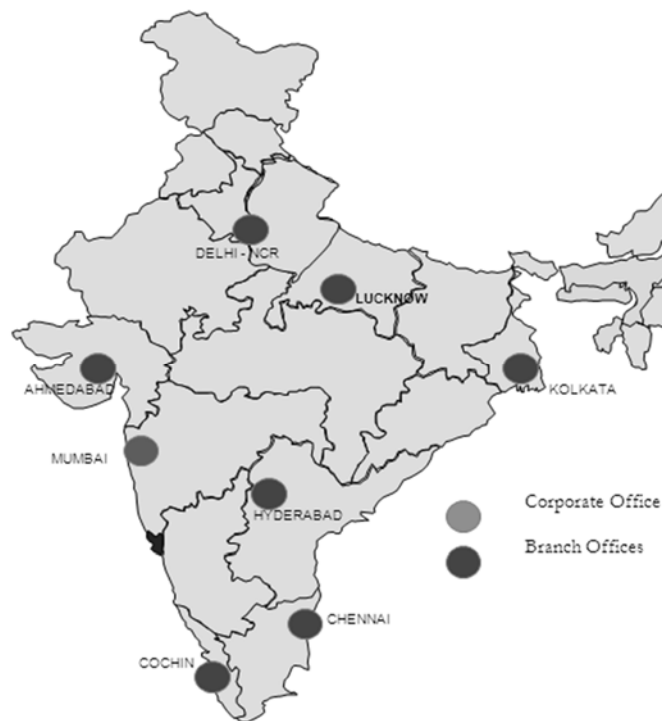 DELHI - NCR
LUCKNOW
AHMEDABAD
KOLKATA
MUMBAI
HYDERABAD
Corporate Office
Branch Offices
CHENNAI
COCHIN